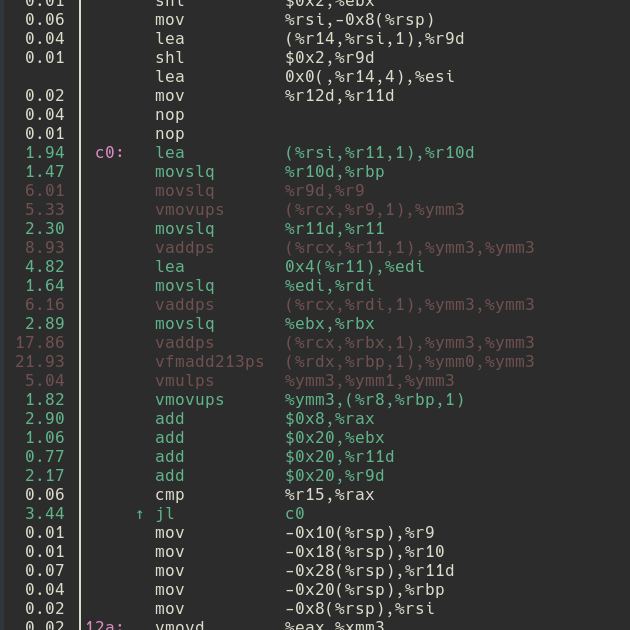 0.01 shl $0x2,%ebx
0.06 mov %rsi,-0x8(%rsp)
0.04 lea (%r14,%rsi,1),%r9d
0.01 shl $0x2,%r9d
lea 0x0(,%r14,4),%esi
0.02 mov %r12d,%r11d
0.04 nop
0.01 nop
1.94 c0: lea (%rsi,%r11,1),%r10d
1.47 movslq %r10d,%rbp
6.01 movslq %r9d,%r9
5.33 vmovups (%rcx,%r9,1),%ymm3
2.30 movslq %r11d,%r11
8.93 vaddps (%rcx,%r11,1),%ymm3,%ymm3
4.82 lea 0x4(%r11),%edi
1.64 movslq %edi,%rdi
6.16 vaddps (%rcx,%rdi,1),%ymm3,%ymm3
2.89 movslq %ebx,%rbx
17.86 vaddps (%rcx,%rbx,1),%ymm3,%ymm3
21.93 vfmadd213ps (%rdx,%rbp,1),%ymm0,%ymm3
5.04 vmulps %ymm3,%ymm1,%ymm3
1.82 vmovups %ymm3,(%r8,%rbp,1)
2.90 add $0x8,%rax
1.06 add $0x20,%ebx
0.77 add $0x20,%r11d
2.17 add $0x20,%r9d
0.06 cmp %r15,%rax
3.44 ↑ jl c0
0.01 mov -0x10(%rsp),%r9
0.01 mov -0x18(%rsp),%r10
0.07 mov -0x28(%rsp),%r11d
0.04 mov -0x20(%rsp),%rbp
0.02 mov -0x8(%rsp),%rsi
0.02 12a: vmovd %eax,%xmm3